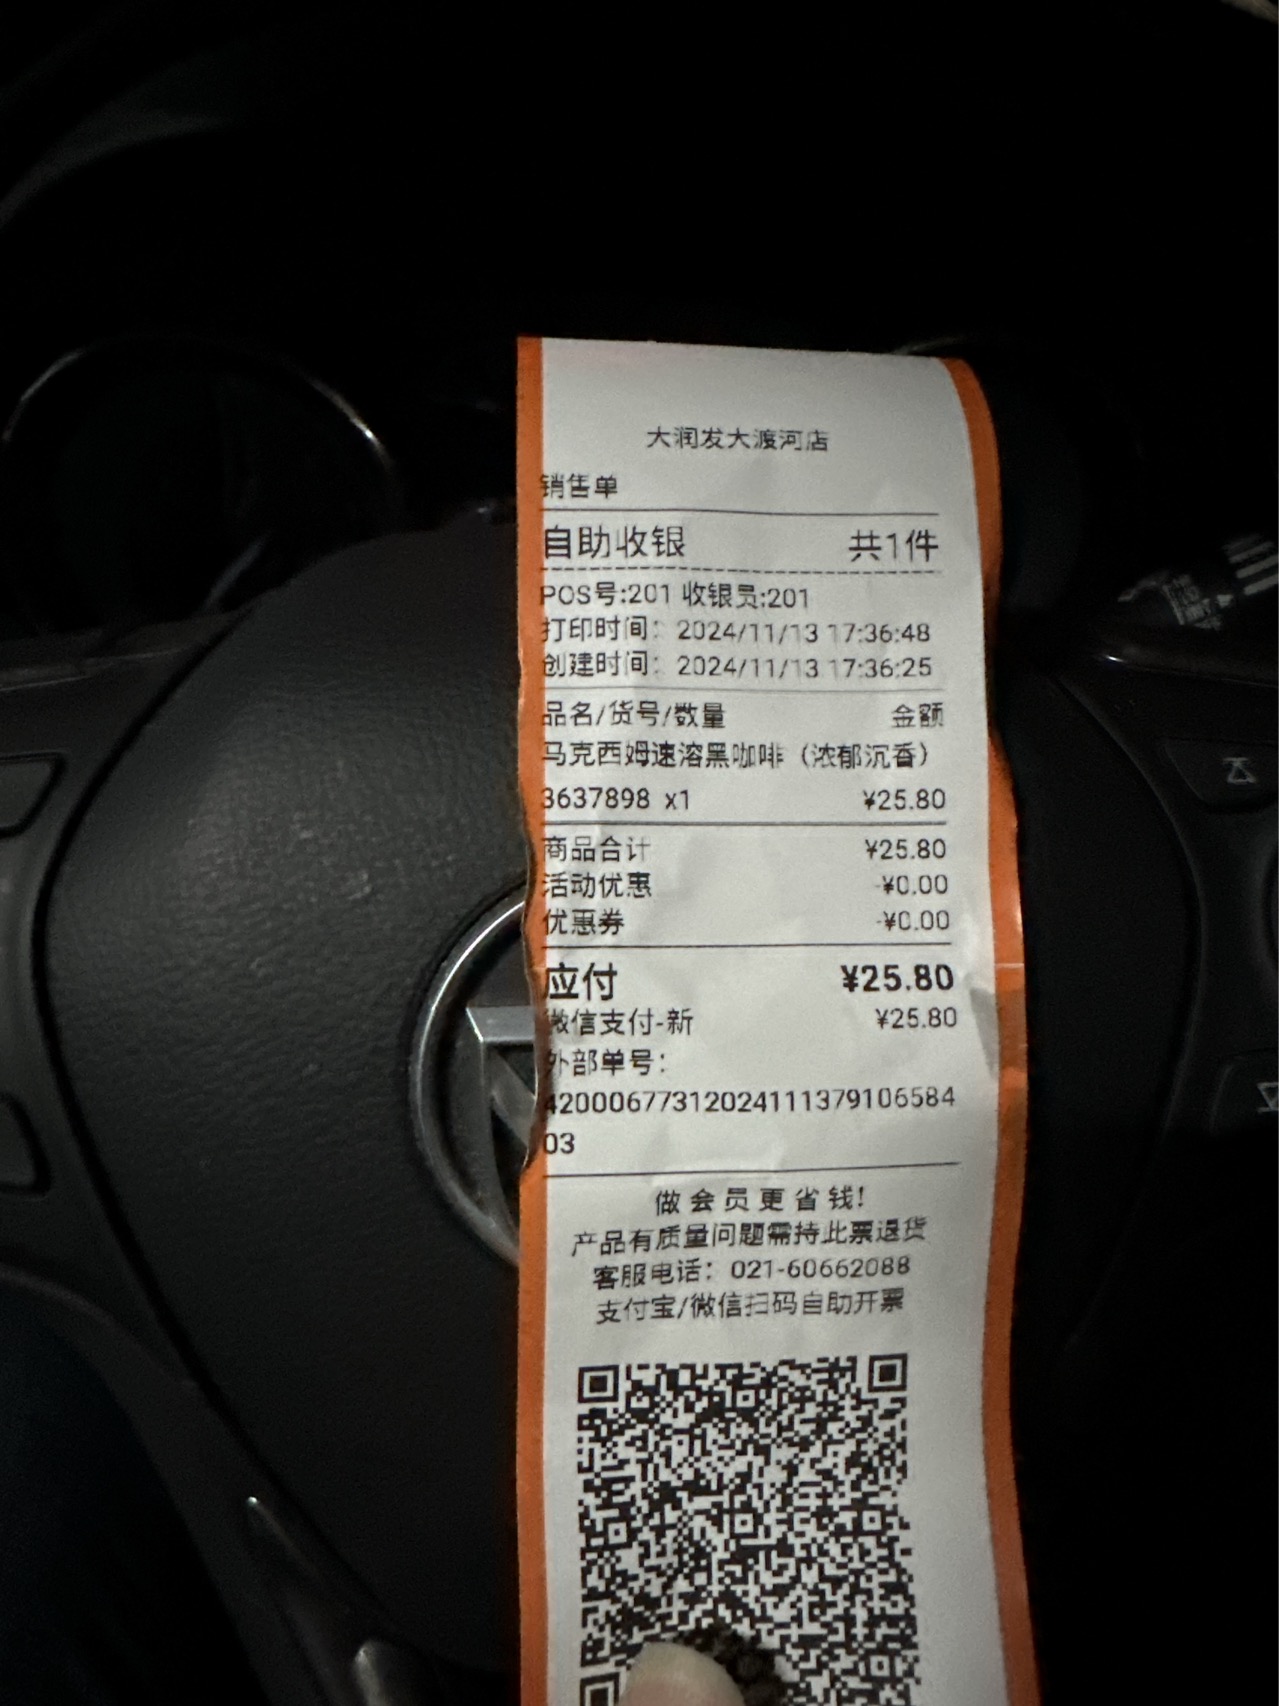 大润发大渡河店
销售单
自助收银 共1件
POS号:201 收银员:201
打印时间: 2024/11/13 17:36:48
创建时间: 2024/11/13 17:36:25
品名/货号/数量 金额
马克西姆速溶黑咖啡（浓郁沉香）
3637898 x1 ¥25.80
商品合计 ¥25.80
活动优惠 -¥0.00
优惠券 -¥0.00
应付 ¥25.80
微信支付-新 ¥25.80
外部单号:
42000677312024111379106584
03
做会员更省钱!
产品有质量问题需持此票退货
客服电话: 021-60662088
支付宝/微信扫码自助开票